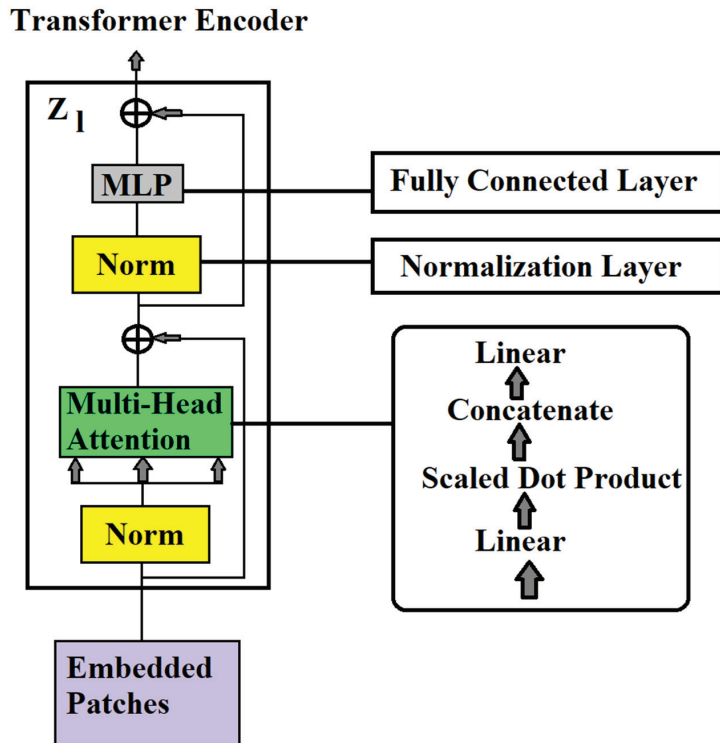 Transformer Encoder
Z l
MLP
Fully Connected Layer
Norm
Normalization Layer
Multi-Head
Attention
Linear
Concatenate
Scaled Dot Product
Linear
Norm
Embedded
Patches